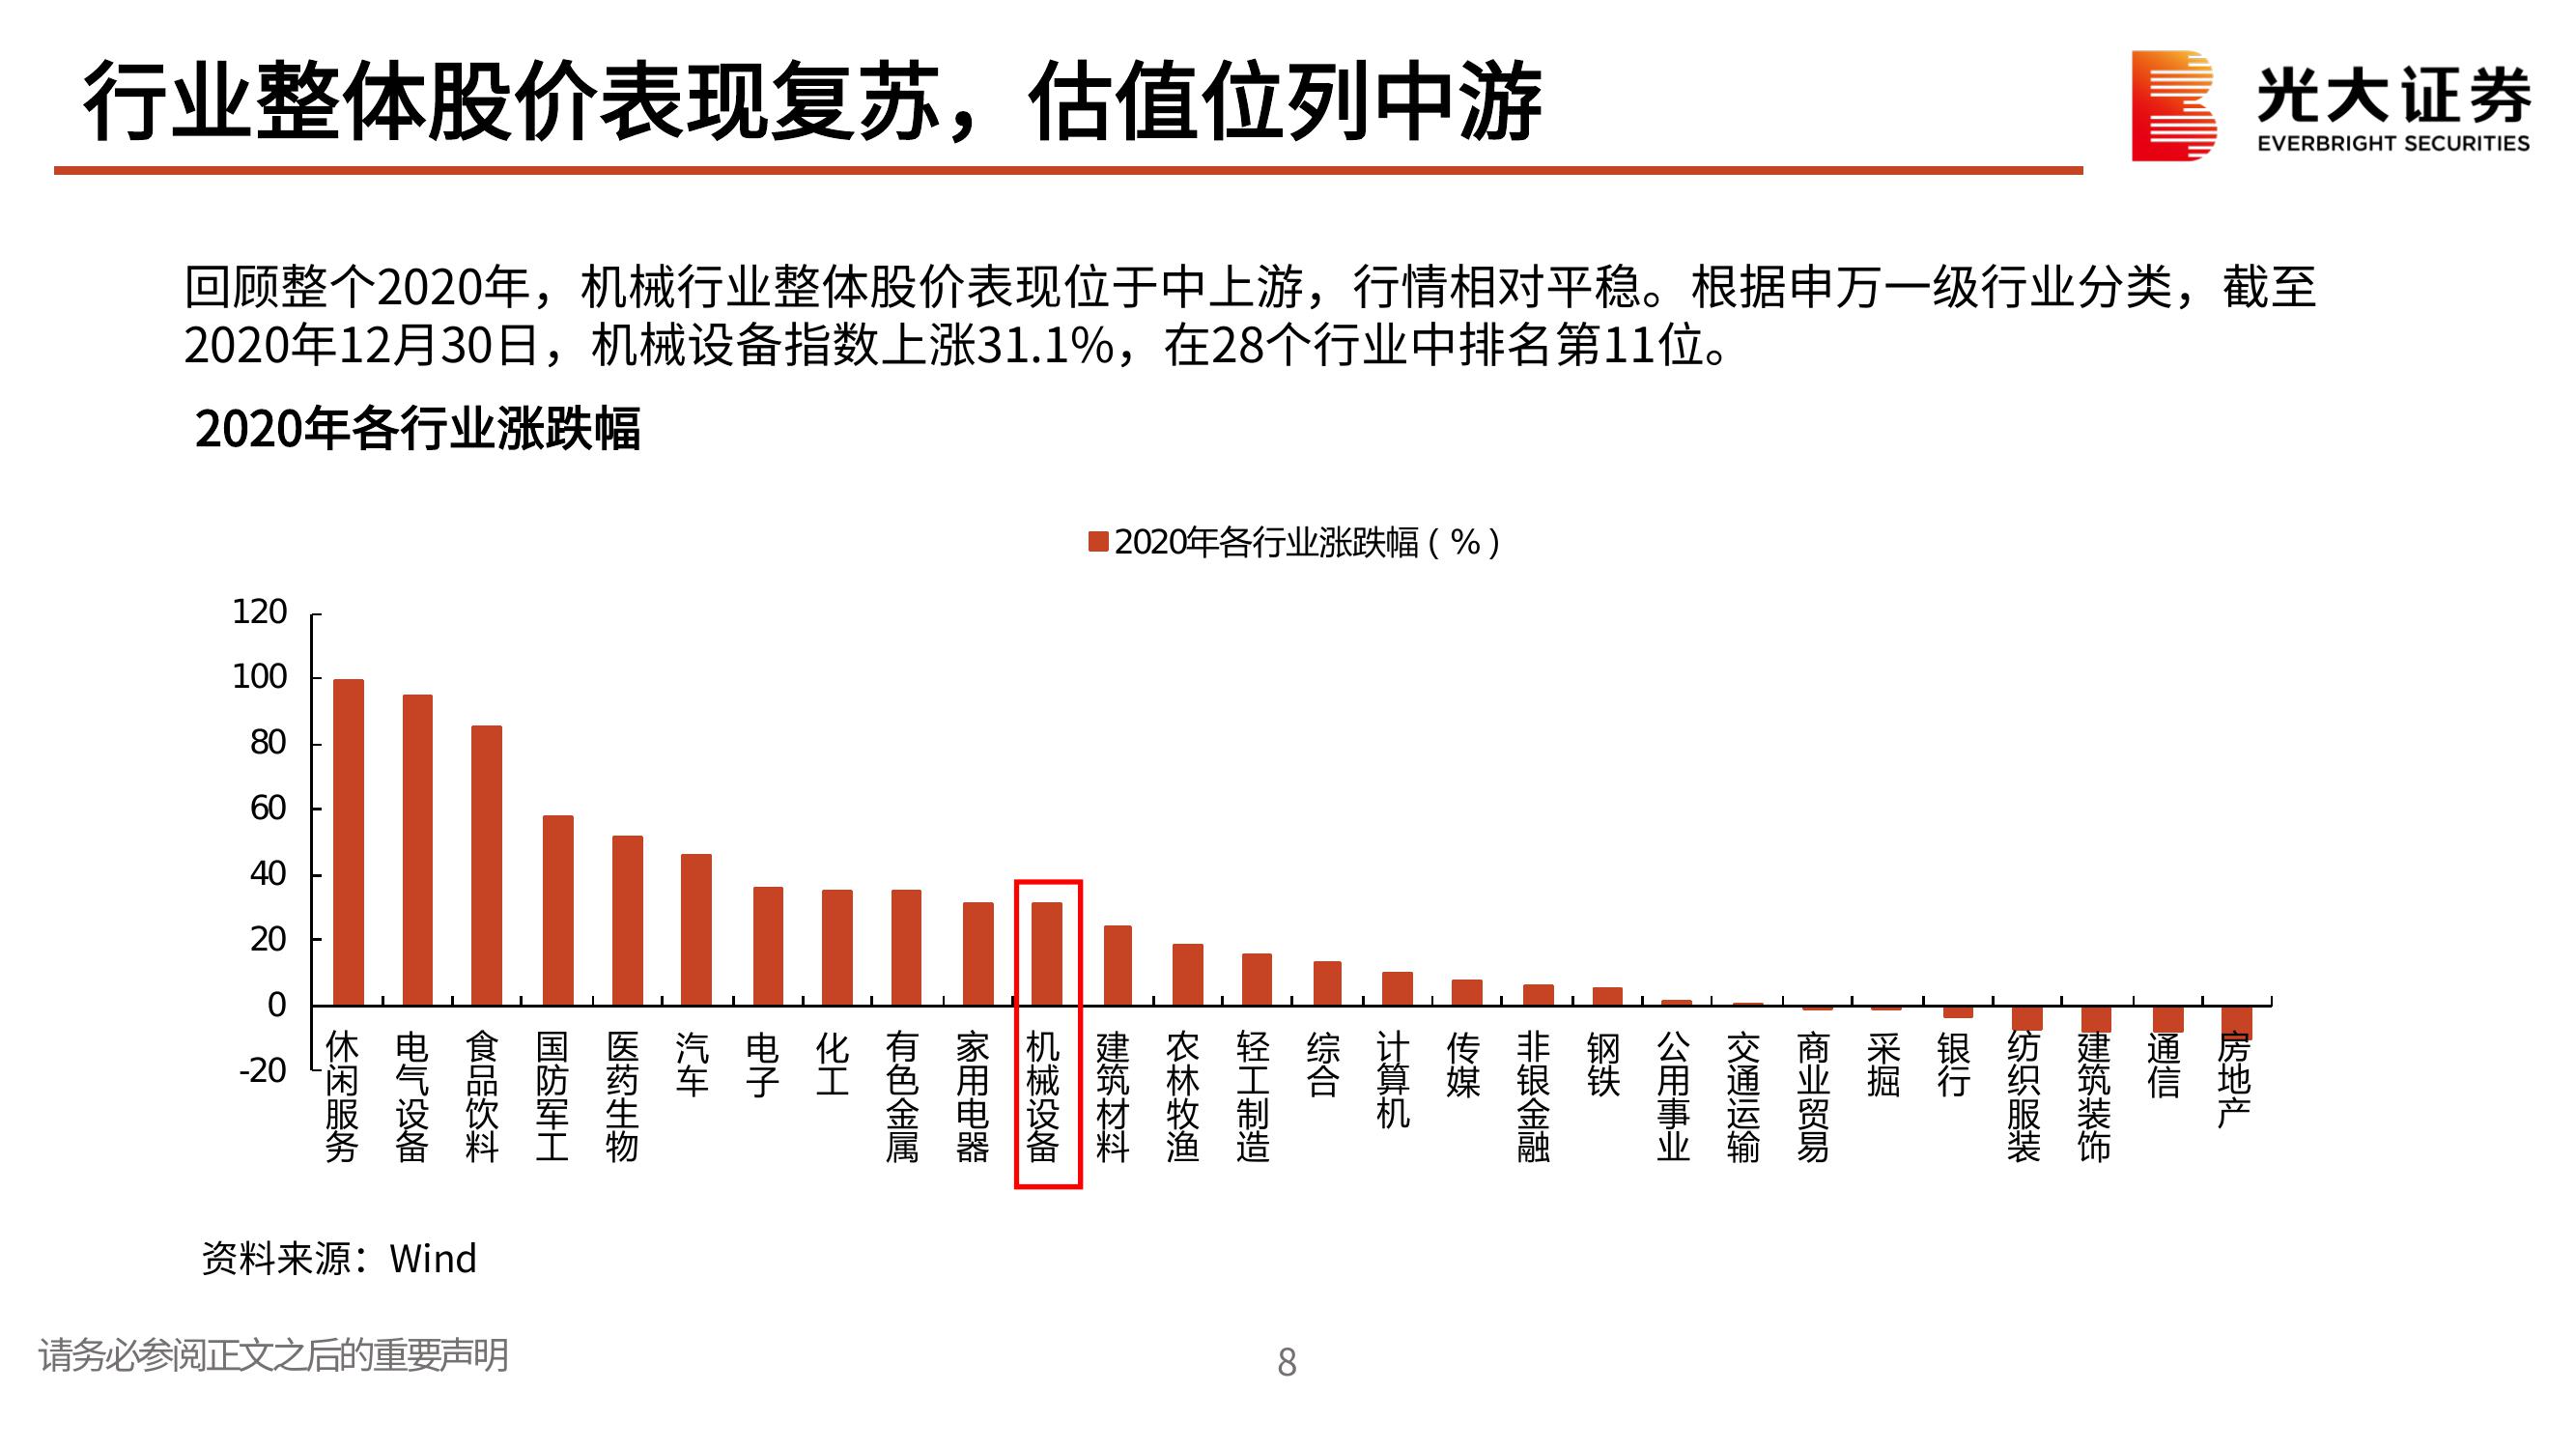 行业整体股价表现复苏，估值位列中游
光大证券
EVERBRIGHT SECURITIES
回顾整个2020年，机械行业整体股价表现位于中上游，行情相对平稳。根据申万一级行业分类，截至
2020年12月30日，机械设备指数上涨31.1%，在28个行业中排名第11位。
2020年各行业涨跌幅
2020年各行业涨跌幅（%）
120
100
80
60
40
20
0
-20
休闲服务
电气设备
食品饮料
国防军工
医药生物
汽车
电子
化工
有色金属
家用电器
机械设备
建筑材料
农林牧渔
轻工制造
综合
计算机
传媒
非银金融
钢铁
公用事业
交通运输
商业贸易
采掘
银行
纺织服装
建筑装饰
通信
房地产
资料来源：Wind
请务必参阅正文之后的重要声明
8